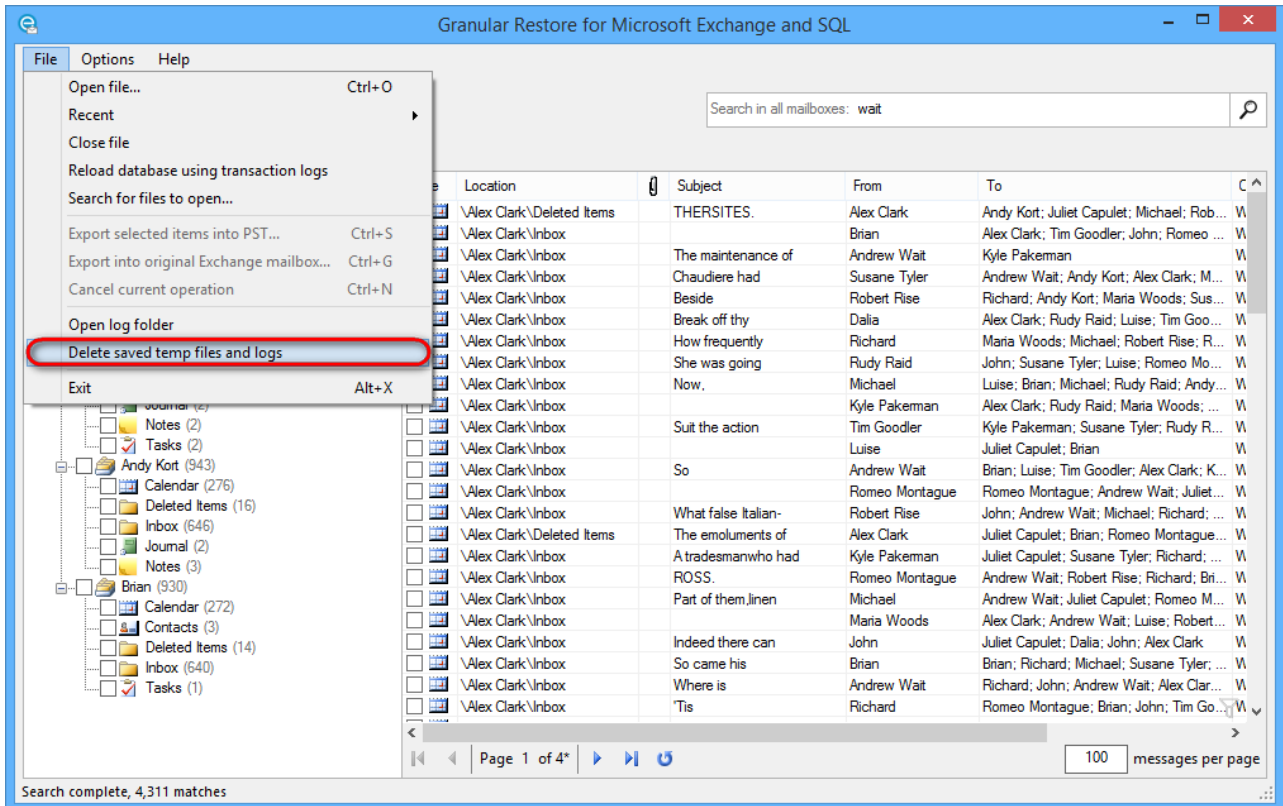 Granular Restore for Microsoft Exchange and SQL
File Options Help
Open file... Ctrl+O
Recent
Close file
Reload database using transaction logs
Search for files to open...
Export selected items into PST... Ctrl+S
Export into original Exchange mailbox... Ctrl+G
Cancel current operation Ctrl+N
Open log folder
Delete saved temp files and logs
Exit Alt+X
Journal (2)
Notes (2)
Tasks (2)
Andy Kort (943)
Calendar (276)
Deleted Items (16)
Inbox (646)
Journal (2)
Notes (3)
Brian (930)
Calendar (272)
Contacts (3)
Deleted Items (14)
Inbox (640)
Tasks (1)
Search in all mailboxes: wait
Location Subject From To
\Alex Clark\Deleted Items THERSITES. Alex Clark Andy Kort; Juliet Capulet; Michael; Rob...
\Alex Clark\Inbox Brian Alex Clark; Tim Goodler; John; Romeo ...
\Alex Clark\Inbox The maintenance of Andrew Wait Kyle Pakerman
\Alex Clark\Inbox Chaudiere had Susane Tyler Andrew Wait; Andy Kort; Alex Clark; M...
\Alex Clark\Inbox Beside Robert Rise Richard; Andy Kort; Maria Woods; Sus...
\Alex Clark\Inbox Break off thy Dalia Alex Clark; Rudy Raid; Luise; Tim Goo...
\Alex Clark\Inbox How frequently Richard Maria Woods; Michael; Robert Rise; R...
\Alex Clark\Inbox She was going Rudy Raid John; Susane Tyler; Luise; Romeo Mo...
\Alex Clark\Inbox Now, Michael Luise; Brian; Michael; Rudy Raid; Andy...
\Alex Clark\Inbox Kyle Pakerman Alex Clark; Rudy Raid; Maria Woods; ...
\Alex Clark\Inbox Suit the action Tim Goodler Kyle Pakerman; Susane Tyler; Rudy R...
\Alex Clark\Inbox Luise Juliet Capulet; Brian
\Alex Clark\Inbox So Andrew Wait Brian; Luise; Tim Goodler; Alex Clark; K...
\Alex Clark\Inbox Romeo Montague Romeo Montague; Andrew Wait; Juliet...
\Alex Clark\Inbox What false Italian- Robert Rise John; Andrew Wait; Michael; Richard; ...
\Alex Clark\Deleted Items The emoluments of Alex Clark Juliet Capulet; Brian; Romeo Montague...
\Alex Clark\Inbox A tradesmanwho had Kyle Pakerman Juliet Capulet; Susane Tyler; Richard; ...
\Alex Clark\Inbox ROSS. Romeo Montague Andrew Wait; Robert Rise; Richard; Bri...
\Alex Clark\Inbox Part of them,linen Michael Andrew Wait; Juliet Capulet; Romeo M...
\Alex Clark\Inbox Maria Woods Alex Clark; Andrew Wait; Luise; Robert...
\Alex Clark\Inbox Indeed there can John Juliet Capulet; Dalia; John; Alex Clark
\Alex Clark\Inbox So came his Brian Brian; Richard; Michael; Susane Tyler; ...
\Alex Clark\Inbox Where is Andrew Wait Richard; John; Andrew Wait; Alex Clar...
\Alex Clark\Inbox 'Tis Richard Romeo Montague; Brian; John; Tim Go...
Page 1 of 4* 100 messages per page
Search complete, 4,311 matches